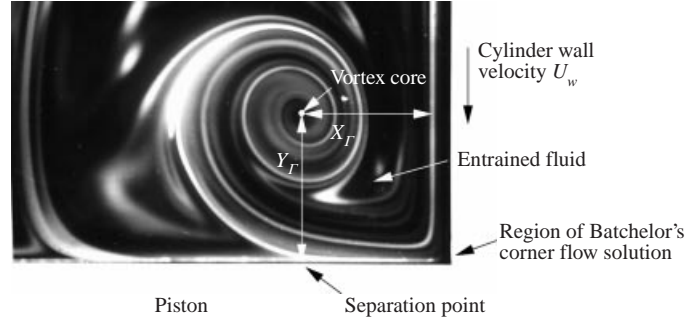 Cylinder wall
velocity U_w
Vortex core
X_Γ
Y_Γ
Entrained fluid
Region of Batchelor's
corner flow solution
Piston
Separation point